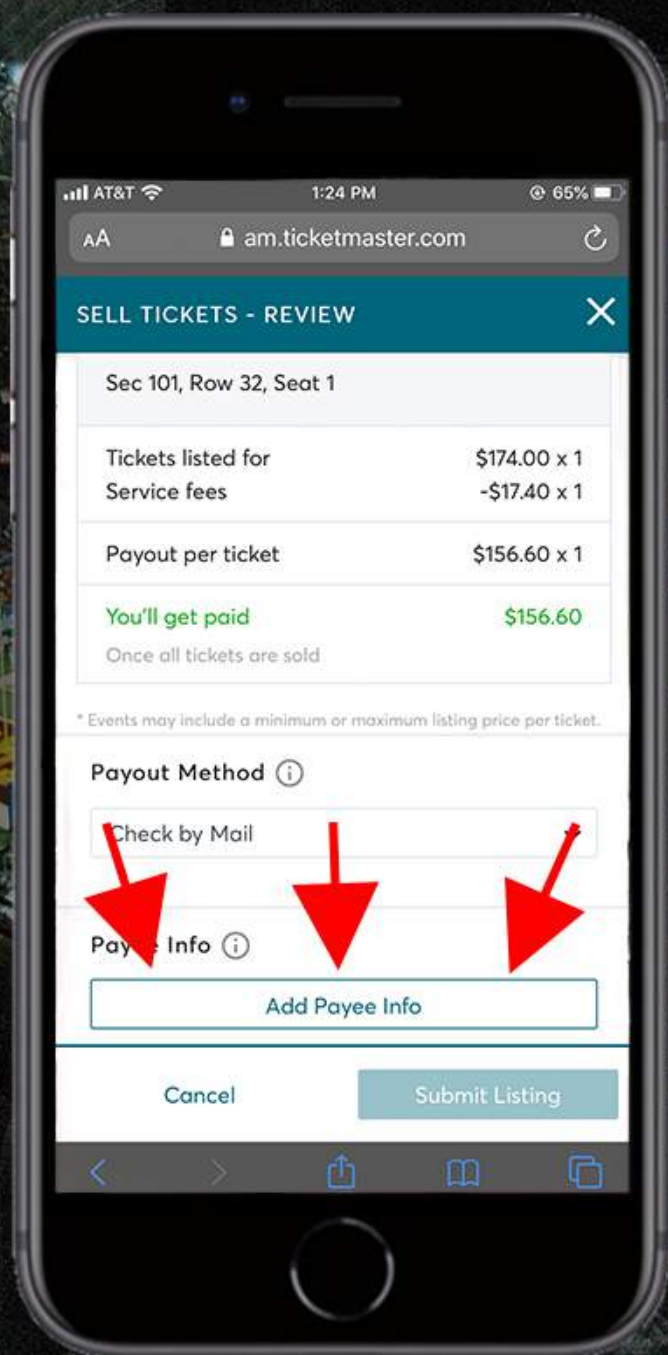 AT&T 1:24 PM 65%
AA am.ticketmaster.com
SELL TICKETS - REVIEW
Sec 101, Row 32, Seat 1
Tickets listed for $174.00 x 1
Service fees -$17.40 x 1
Payout per ticket $156.60 x 1
You'll get paid $156.60
Once all tickets are sold
* Events may include a minimum or maximum listing price per ticket.
Payout Method
Check by Mail
Payee Info
Add Payee Info
Cancel Submit Listing